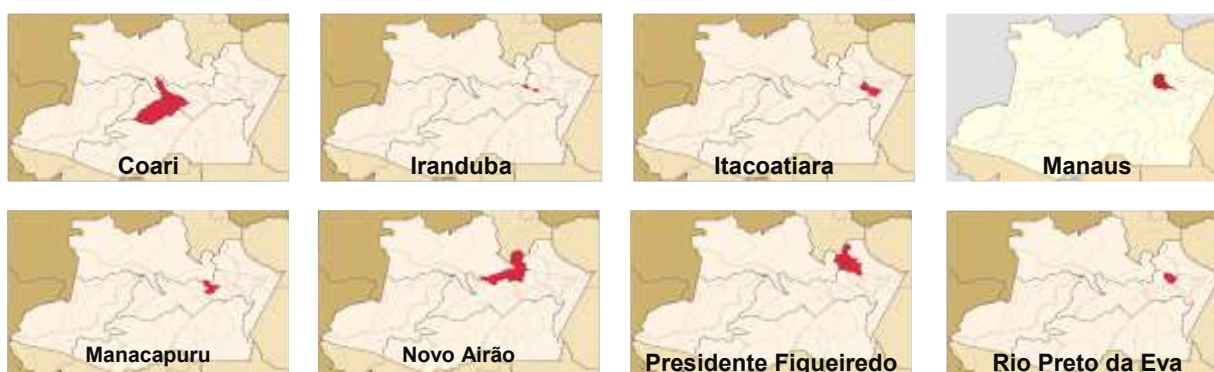 Coari
Iranduba
Itacoatiara
Manaus
Manacapuru
Novo Airão
Presidente Figueiredo
Rio Preto da Eva